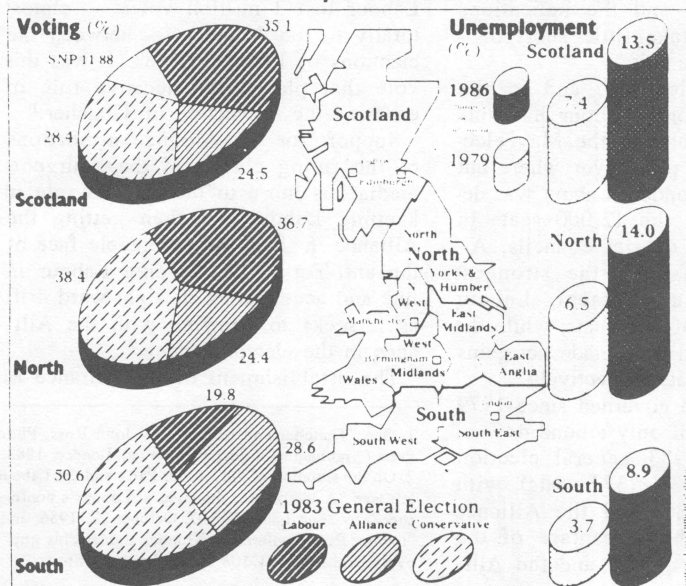 Voting (%)
SNP 11.88
35.1
28.4
24.5
Scotland
36.7
38.4
24.4
North
19.8
50.6
28.6
South
Scotland
Edinburgh
North
North
Yorks &
Humber
West
Manchester
East
Midlands
West
Midlands
Birmingham
East
Anglia
Wales
South
South West
South East
1983 General Election
Labour
Alliance
Conservative
Unemployment
(%)
Scotland
1986
1979
7.4
13.5
North
6.5
14.0
South
3.7
8.9